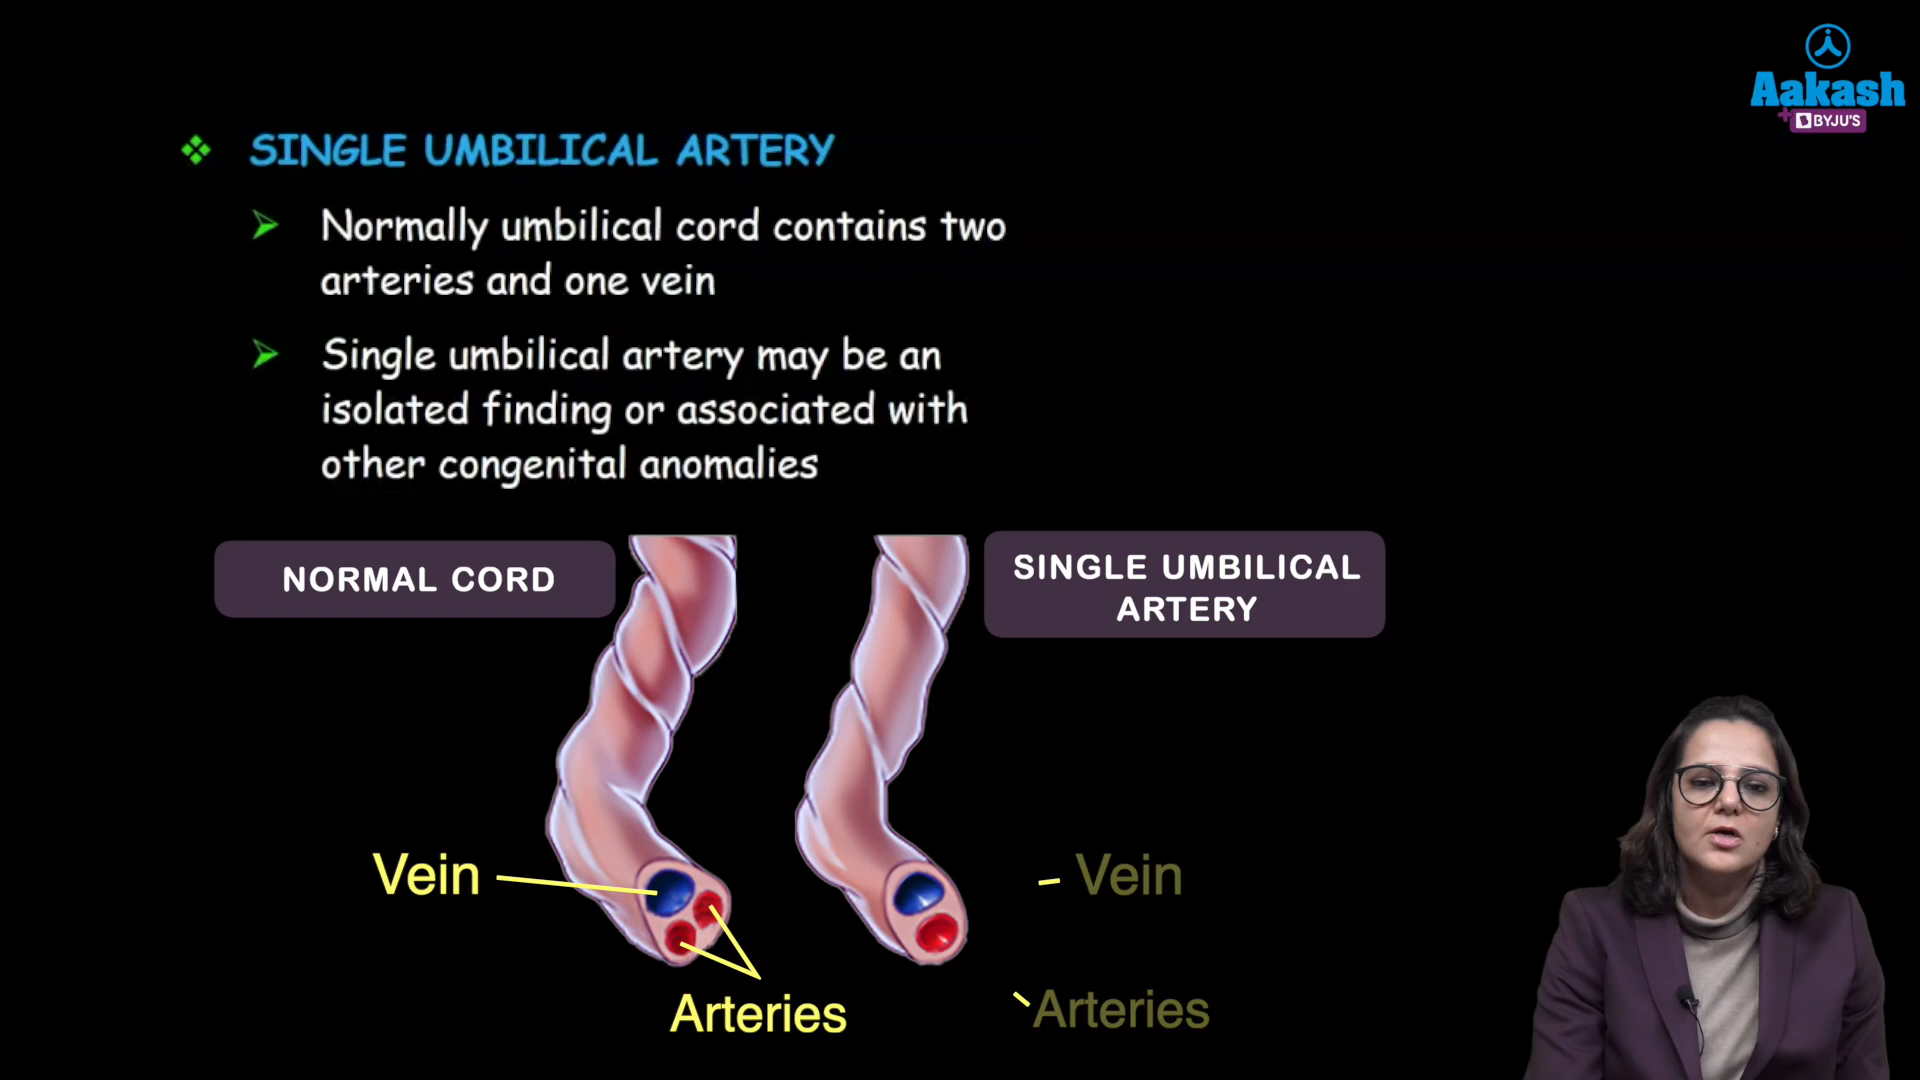 Aakash
+ BYJU'S
SINGLE UMBILICAL ARTERY
Normally umbilical cord contains two
arteries and one vein
Single umbilical artery may be an
isolated finding or associated with
other congenital anomalies
NORMAL CORD
SINGLE UMBILICAL
ARTERY
Vein
Vein
Arteries
Arteries